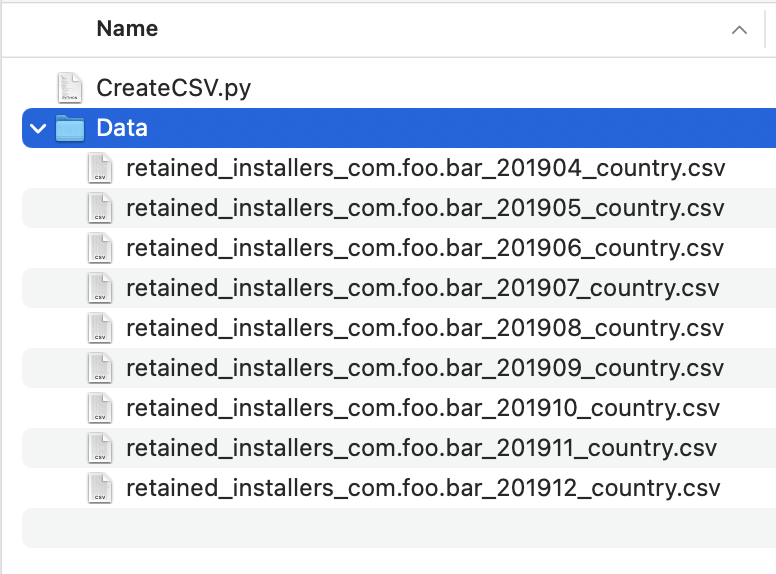 Name
CreateCSV.py
Data
retained_installers_com.foo.bar_201904_country.csv
retained_installers_com.foo.bar_201905_country.csv
retained_installers_com.foo.bar_201906_country.csv
retained_installers_com.foo.bar_201907_country.csv
retained_installers_com.foo.bar_201908_country.csv
retained_installers_com.foo.bar_201909_country.csv
retained_installers_com.foo.bar_201910_country.csv
retained_installers_com.foo.bar_201911_country.csv
retained_installers_com.foo.bar_201912_country.csv